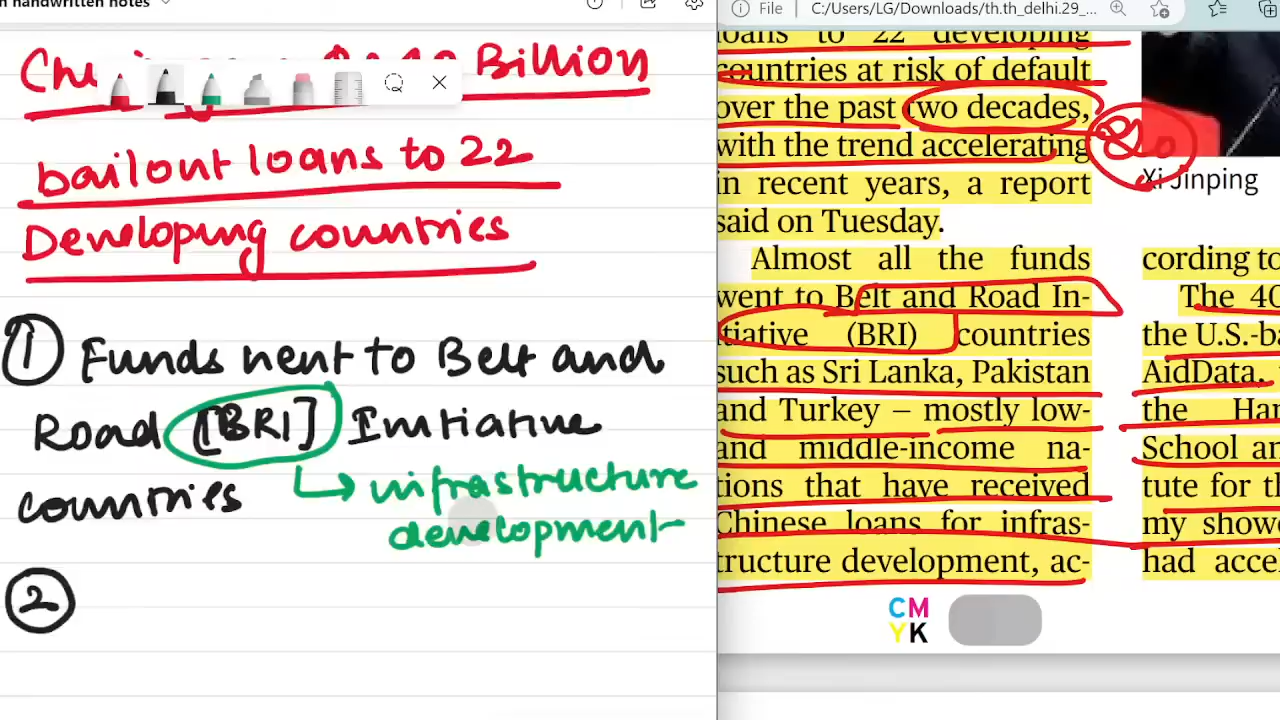 handwritten notes
File
C:/Users/LG/Downloads/th.th_delhi.29_...
Billion
bailout loans to 22
Developing countries
1 Funds went to Belt and
Road [BRI] Initiative
countries
infrastructure
development
2
loans to 22 developing
countries at risk of default
over the past two decades,
with the trend accelerating
in recent years, a report
said on Tuesday.
Almost all the funds
went to Belt and Road In-
tiative (BRI) countries
such as Sri Lanka, Pakistan
and Turkey – mostly low-
and middle-income na-
tions that have received
Chinese loans for infras-
tructure development, ac-
Xi Jinping
cording to
The 40
the U.S.-ba
AidData,
the Har
School an
tute for th
my show
had accel
CM
YK